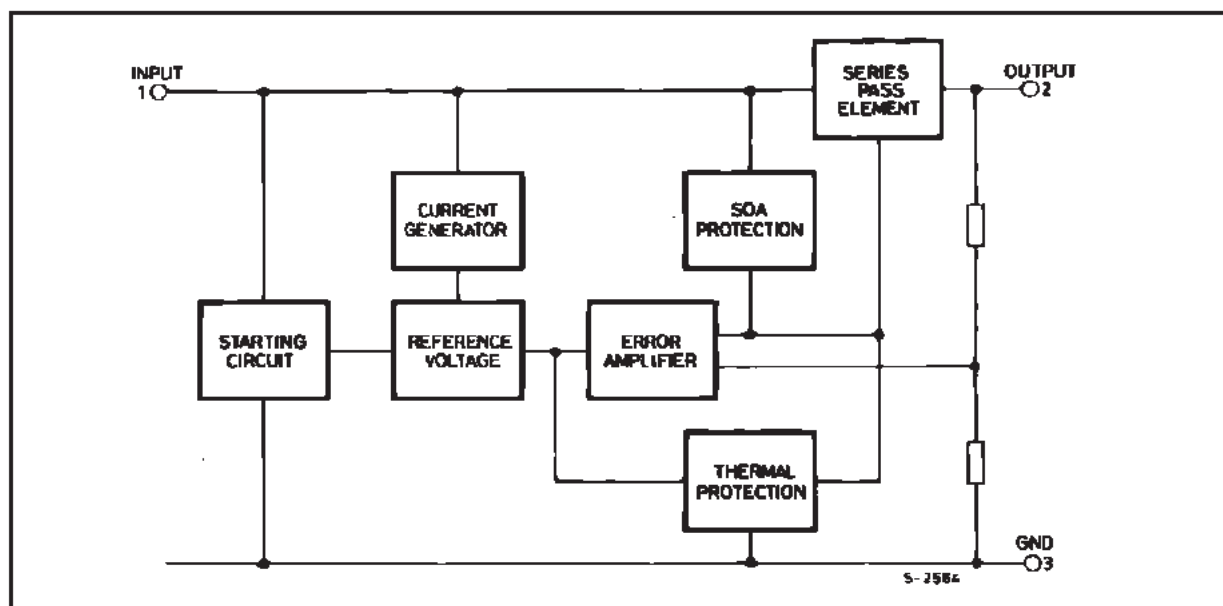 INPUT
1
SERIES
PASS
ELEMENT
OUTPUT
2
CURRENT
GENERATOR
SOA
PROTECTION
STARTING
CIRCUIT
REFERENCE
VOLTAGE
ERROR
AMPLIFIER
THERMAL
PROTECTION
GND
3
S-2564